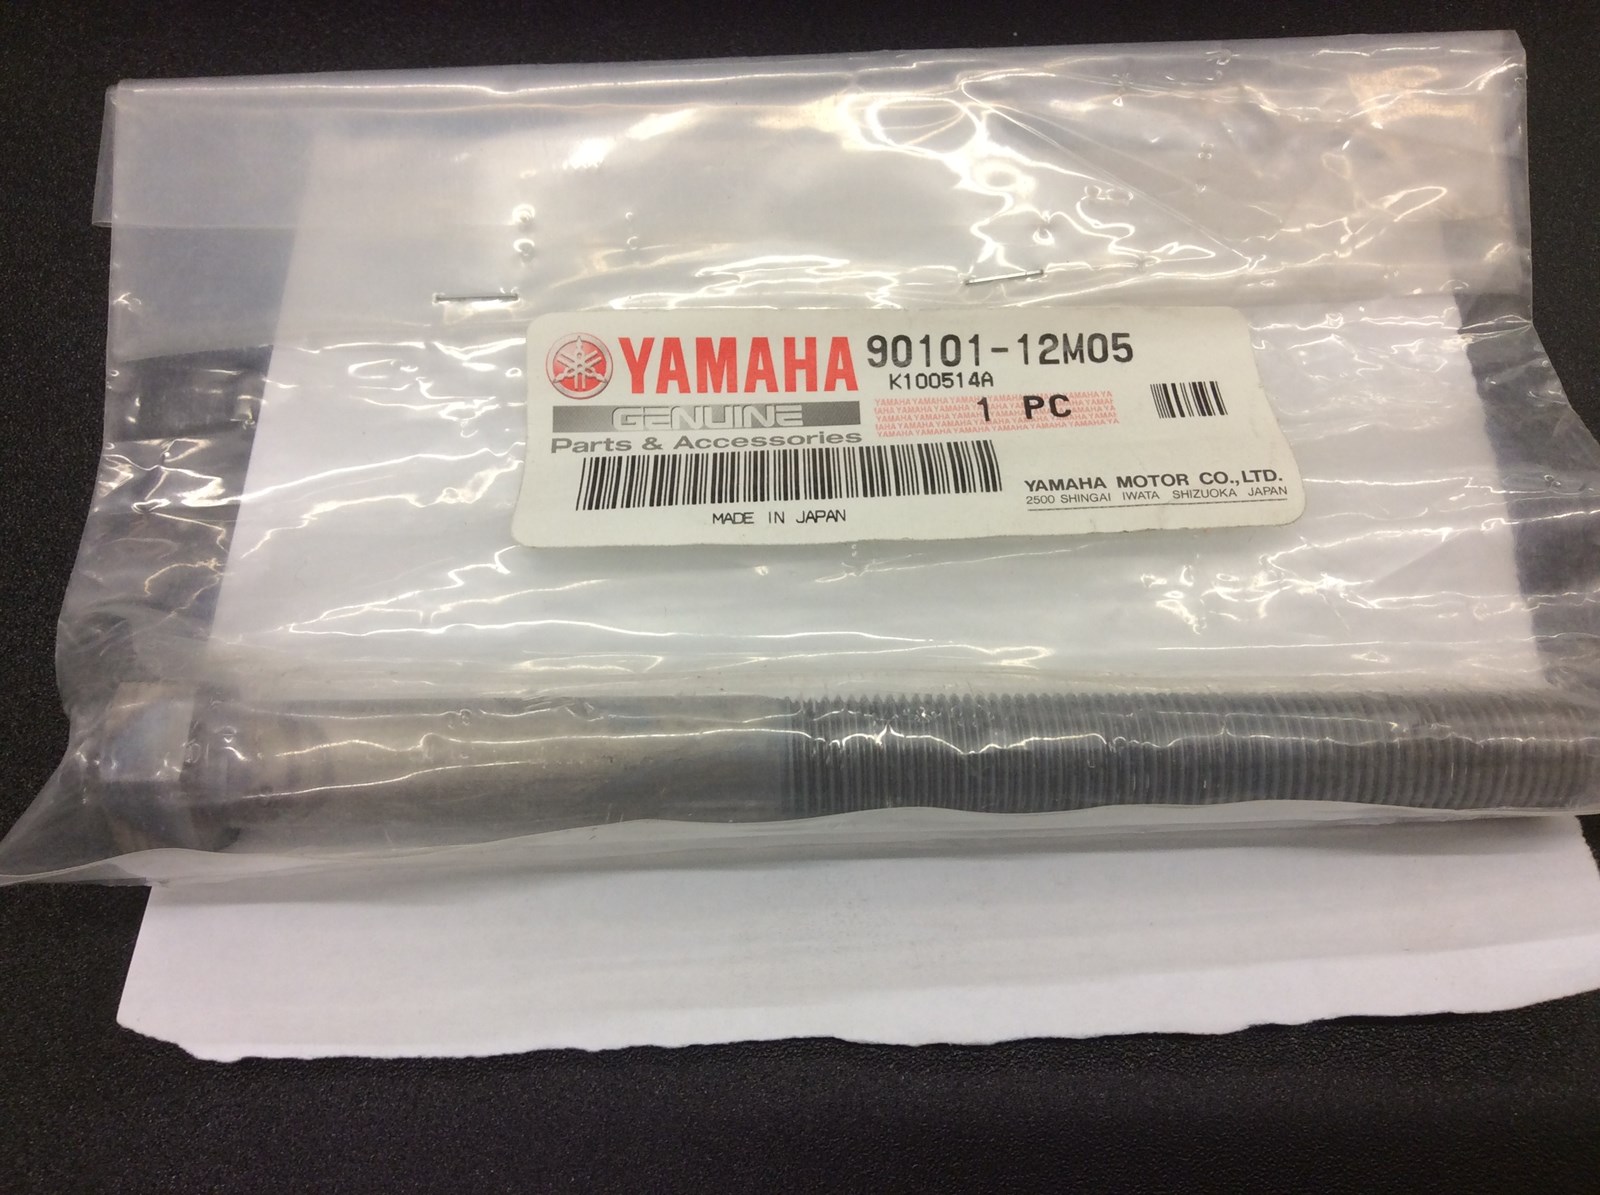 YAMAHA 90101-12M05
K100514A
GENUINE 1 PC
Parts & Accessories
YAMAHA MOTOR CO.,LTD.
2500 SHINGAI IWATA SHIZUOKA JAPAN
MADE IN JAPAN